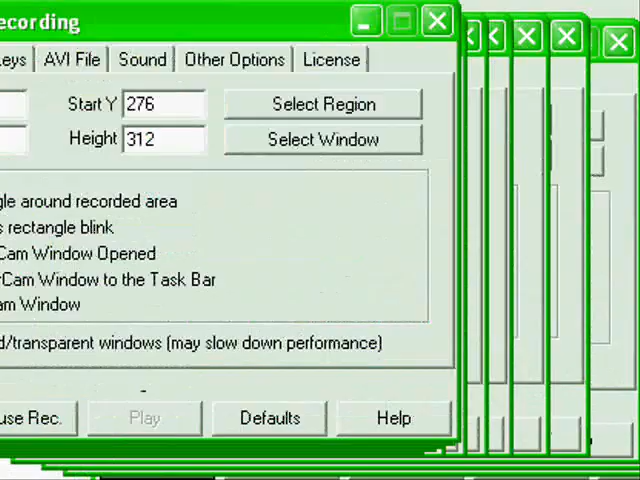 ecording
eys AVI File Sound Other Options License
Start Y 276 Select Region
Height 312 Select Window
gle around recorded area
s rectangle blink
Cam Window Opened
rCam Window to the Task Bar
am Window
d/transparent windows (may slow down performance)
use Rec. Play Defaults Help